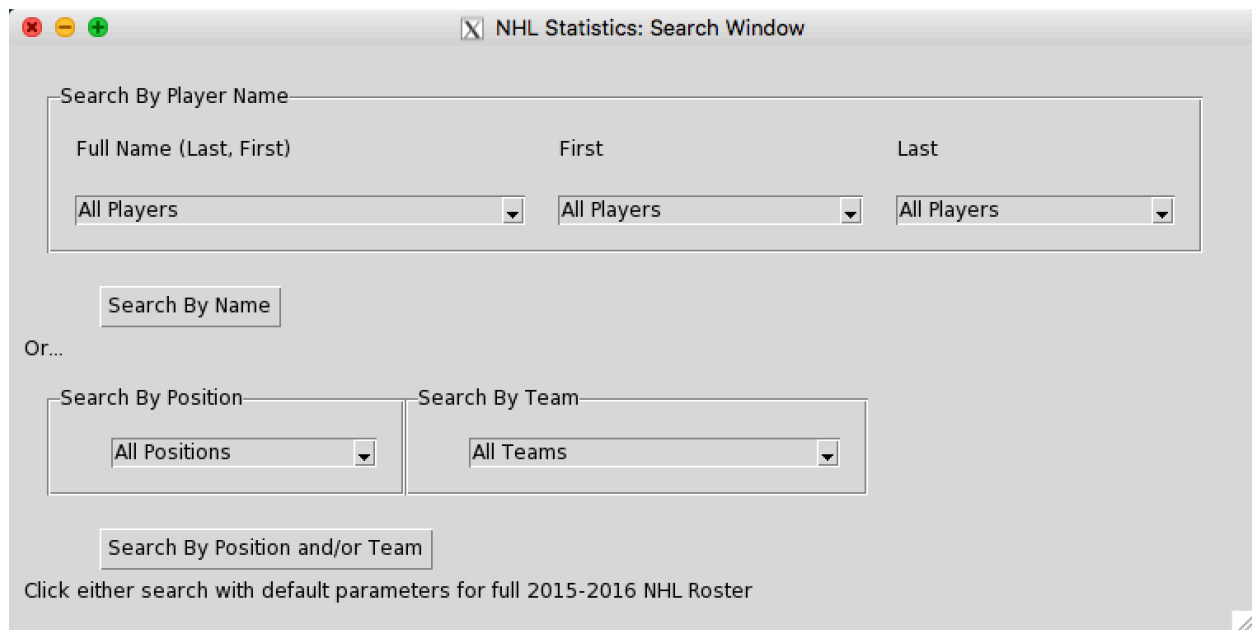 NHL Statistics: Search Window
Search By Player Name
Full Name (Last, First) First Last
All Players All Players All Players
Search By Name
Or...
Search By Position Search By Team
All Positions All Teams
Search By Position and/or Team
Click either search with default parameters for full 2015-2016 NHL Roster